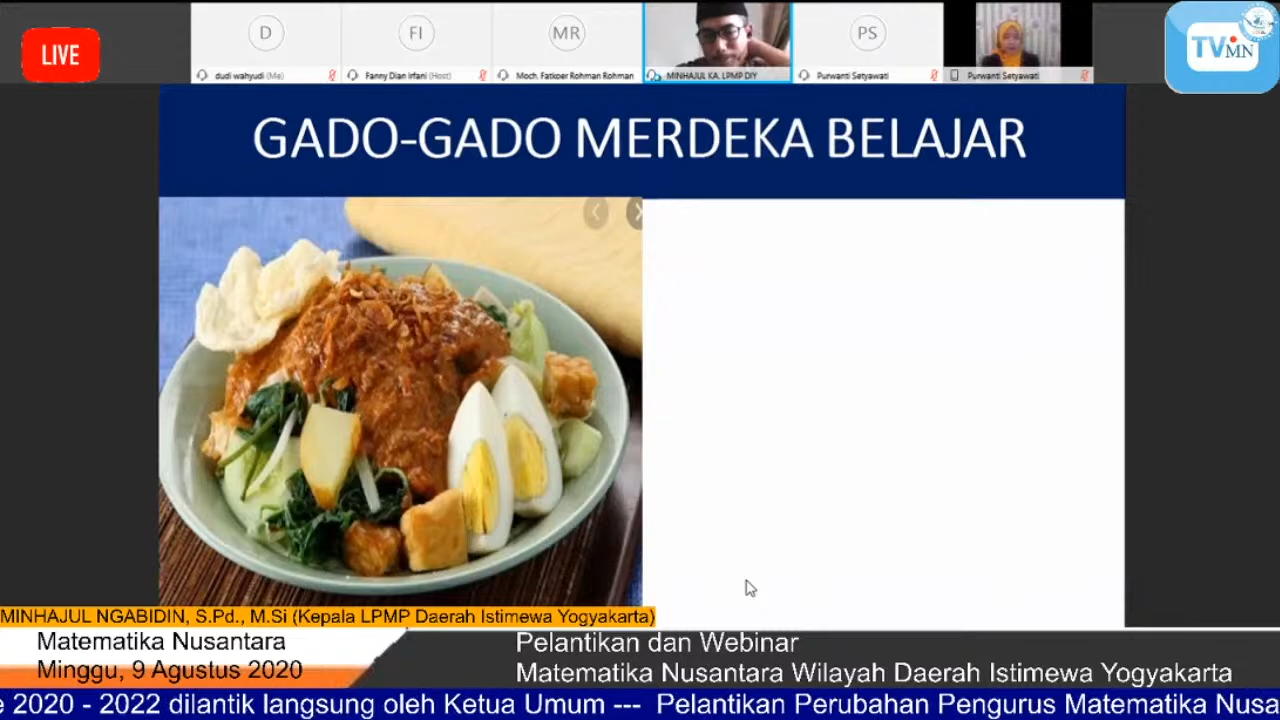 LIVE
D
FI
MR
PS
dudi wahyudi (Me)
Fanny Dian Irfani (Host)
Moch. Fatkoer Rohman Rohman
MINHAJUL KA. LPMP DIY
Purwanti Setyawati
Purwanti Setyawati
TVMN
GADO-GADO MERDEKA BELAJAR
MINHAJUL NGABIDIN, S.Pd., M.Si (Kepala LPMP Daerah Istimewa Yogyakarta)
Matematika Nusantara
Minggu, 9 Agustus 2020
Pelantikan dan Webinar
Matematika Nusantara Wilayah Daerah Istimewa Yogyakarta
e 2020 - 2022 dilantik langsung oleh Ketua Umum --- Pelantikan Perubahan Pengurus Matematika Nusa